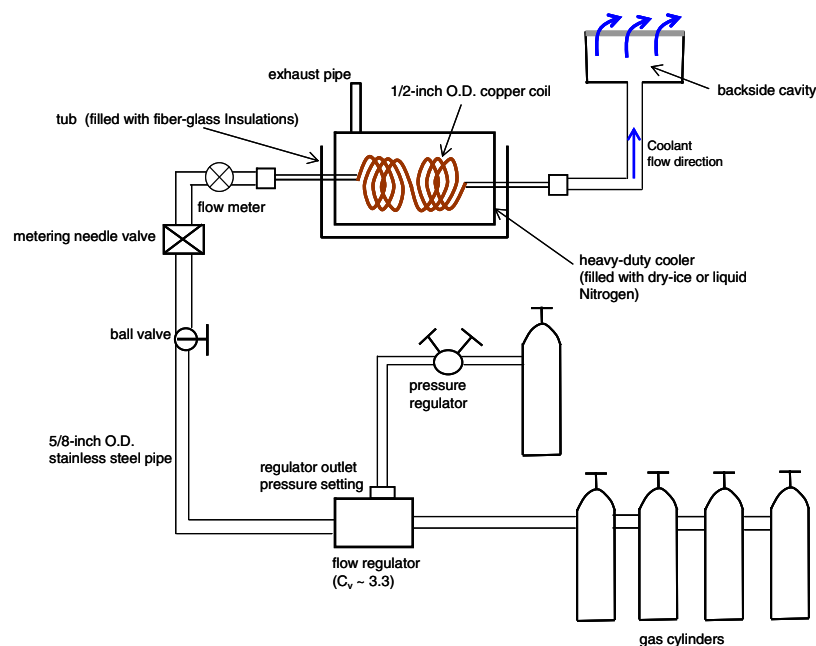 exhaust pipe
1/2-inch O.D. copper coil
backside cavity
tub (filled with fiber-glass Insulations)
Coolant
flow direction
flow meter
metering needle valve
heavy-duty cooler
(filled with dry-ice or liquid
Nitrogen)
ball valve
pressure
regulator
5/8-inch O.D.
stainless steel pipe
regulator outlet
pressure setting
flow regulator
(Cv ~ 3.3)
gas cylinders